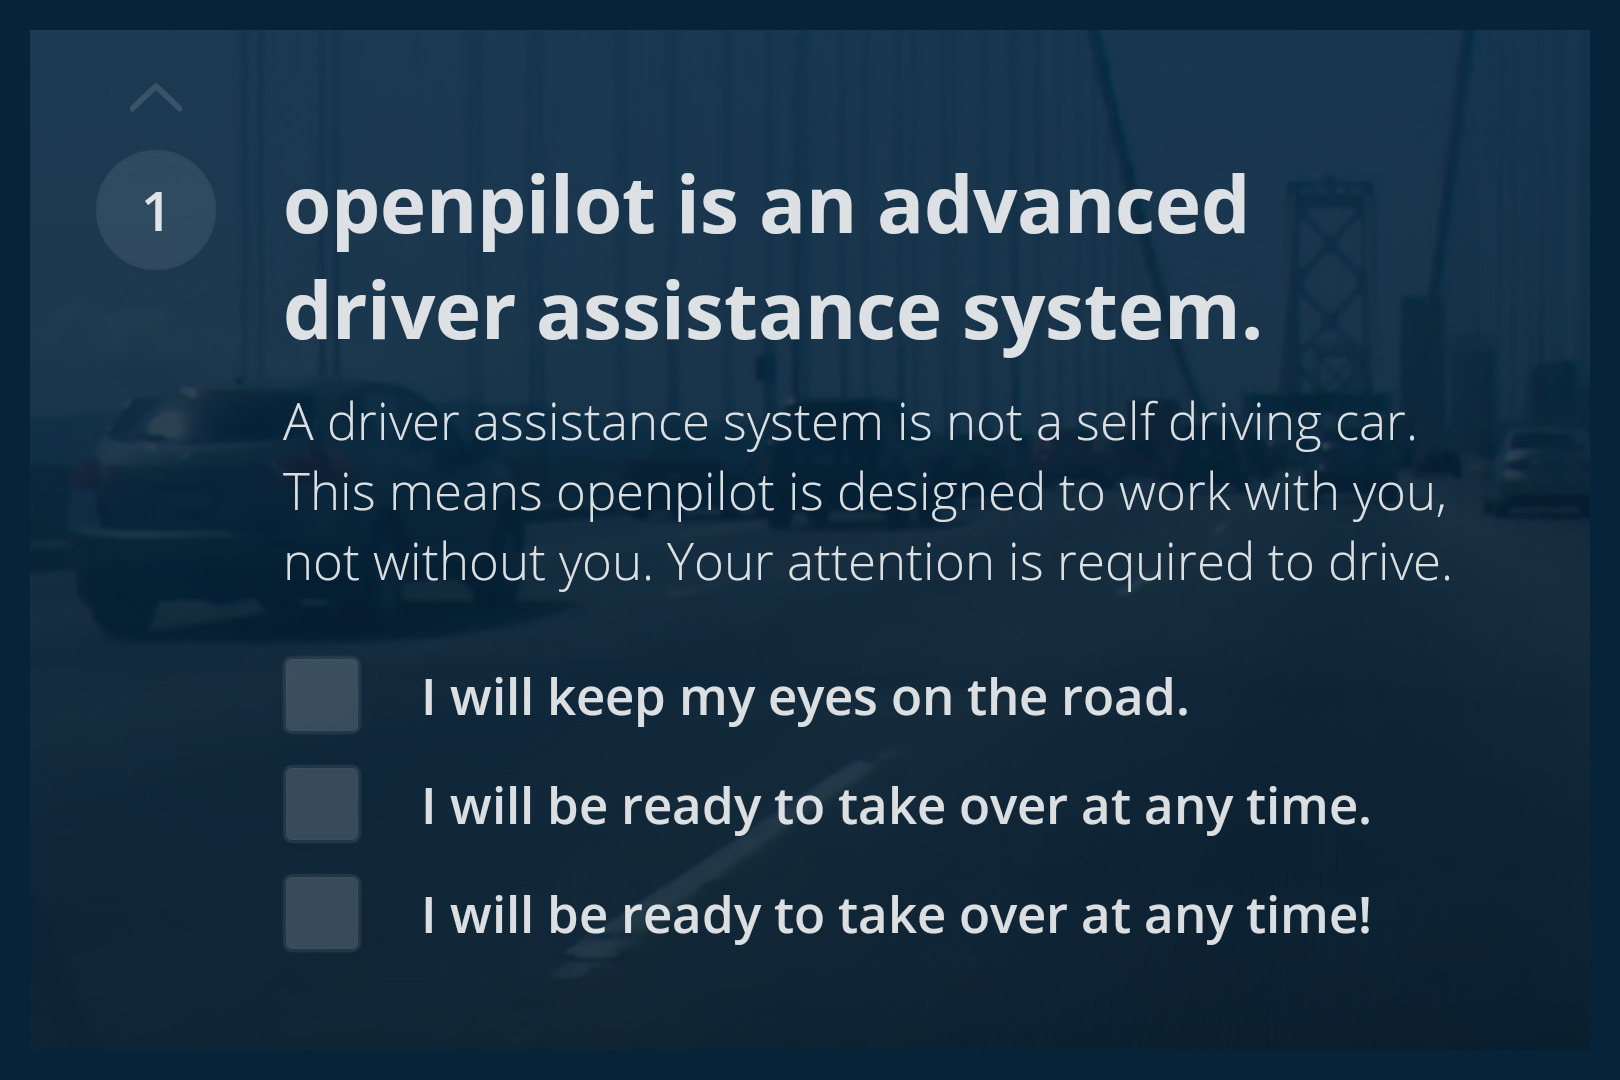 1
openpilot is an advanced
driver assistance system.
A driver assistance system is not a self driving car.
This means openpilot is designed to work with you,
not without you. Your attention is required to drive.
I will keep my eyes on the road.
I will be ready to take over at any time.
I will be ready to take over at any time!